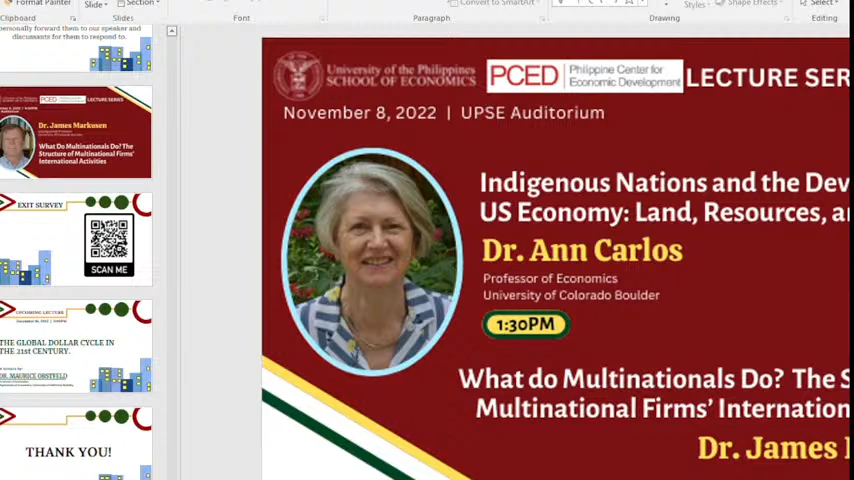 Format Painter
Slide
Section
Convert to SmartArt
Styles
Shape Effects
Select
Clipboard
Slides
Font
Paragraph
Drawing
Editing
personally forward them to our speaker and
discussants for them to respond to.
LECTURE SERIES
Dr. James Markusen
What Do Multinationals Do? The
Structure of Multinational Firms'
International Activities
EXIT SURVEY
SCAN ME
UPCOMING LECTURE
THE GLOBAL DOLLAR CYCLE IN
THE 21ST CENTURY.
DR. MAURICE OBSTFELD
THANK YOU!
University of the Philippines
SCHOOL OF ECONOMICS
PCED
Philippine Center for
Economic Development
LECTURE SER
November 8, 2022 | UPSE Auditorium
Indigenous Nations and the Dev
US Economy: Land, Resources, a
Dr. Ann Carlos
Professor of Economics
University of Colorado Boulder
1:30PM
What do Multinationals Do? The S
Multinational Firms' Internation
Dr. James